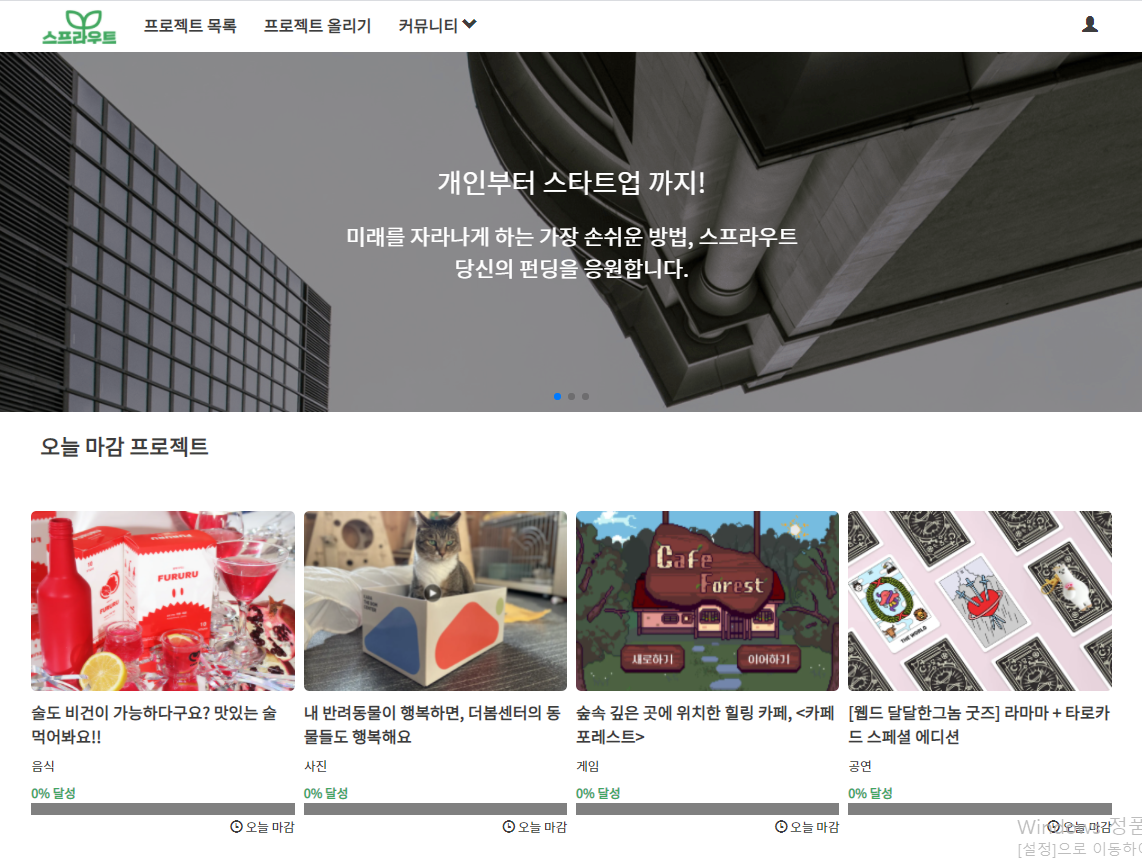 스프라우트
프로젝트 목록
프로젝트 올리기
커뮤니티
개인부터 스타트업 까지!
미래를 자라나게 하는 가장 손쉬운 방법, 스프라우트
당신의 펀딩을 응원합니다.
오늘 마감 프로젝트
FURURU
Cafe
Forest
새로하기
이어하기
THE WORLD
술도 비건이 가능하다구요? 맛있는 술
먹어봐요!!
음식
0% 달성
오늘 마감
내 반려동물이 행복하면, 더봄센터의 동
물들도 행복해요
사진
0% 달성
오늘 마감
숲속 깊은 곳에 위치한 힐링 카페, <카페
포레스트>
게임
0% 달성
오늘 마감
[웹드 달달한그놈 굿즈] 라마마 + 타로카
드 스페셜 에디션
공연
0% 달성
오늘 마감
Windows 정품
[설정]으로 이동하여